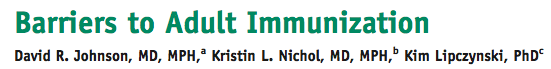 Barriers to Adult Immunization
David R. Johnson, MD, MPH,ª Kristin L. Nichol, MD, MPH,ᵇ Kim Lipczynski, PhDᶜ